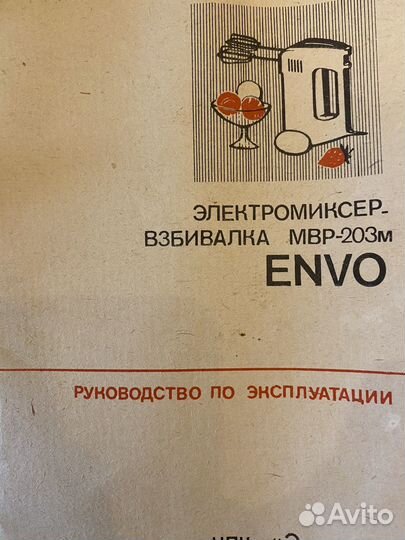 ЭЛЕКТРОМИКСЕР-
ВЗБИВАЛКА МВР-203м
ENVO
РУКОВОДСТВО ПО ЭКСПЛУАТАЦИИ
Avito